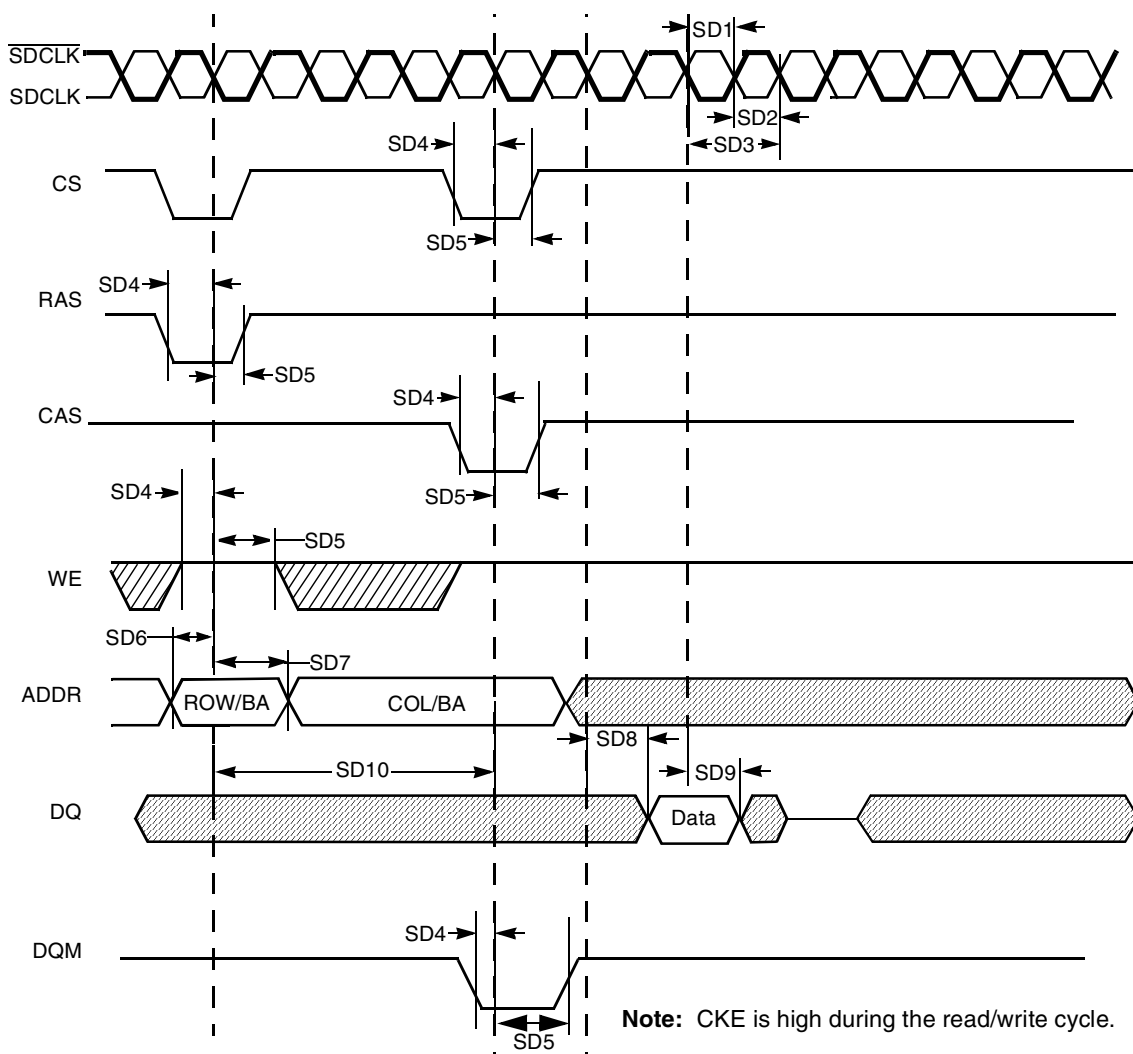 SD1
SDCLK
SDCLK
SD2
SD4
SD3
CS
SD5
SD4
RAS
SD5
SD4
CAS
SD4
SD5
SD5
WE
SD6
SD7
ADDR
ROW/BA
COL/BA
SD8
SD10
SD9
DQ
Data
SD4
DQM
Note: CKE is high during the read/write cycle.
SD5